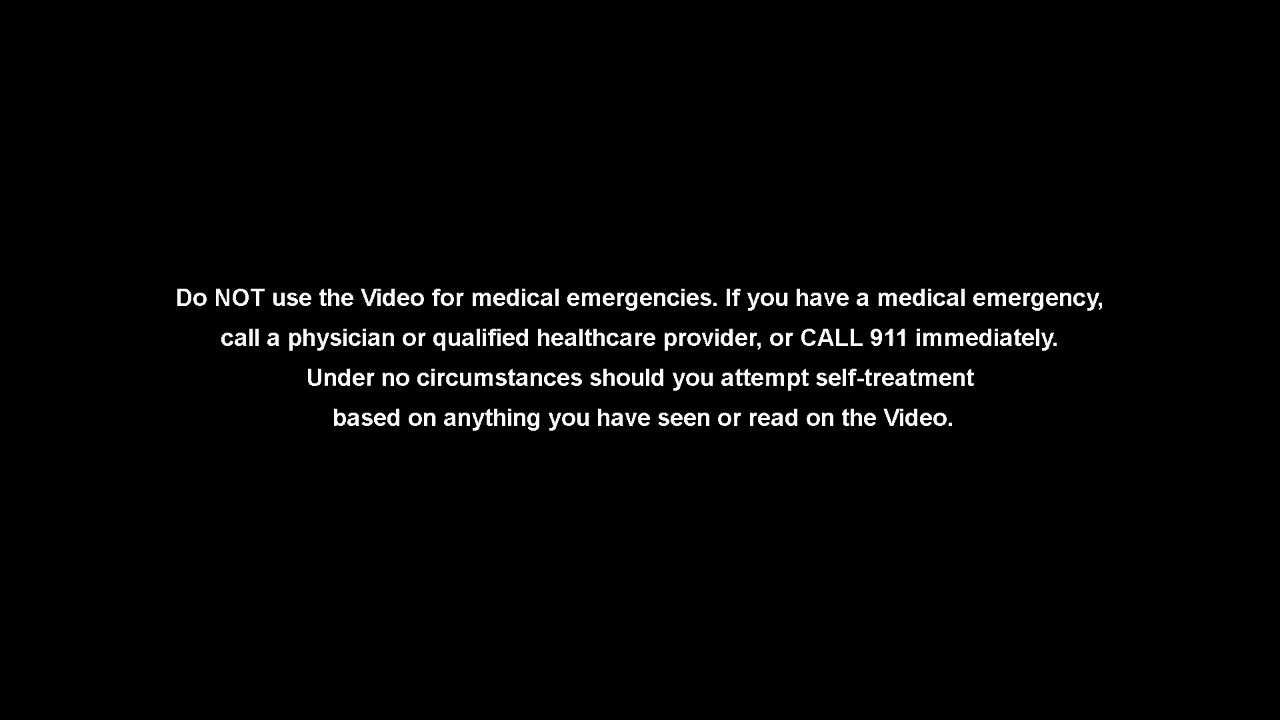 Do NOT use the Video for medical emergencies. If you have a medical emergency,
call a physician or qualified healthcare provider, or CALL 911 immediately.
Under no circumstances should you attempt self-treatment
based on anything you have seen or read on the Video.